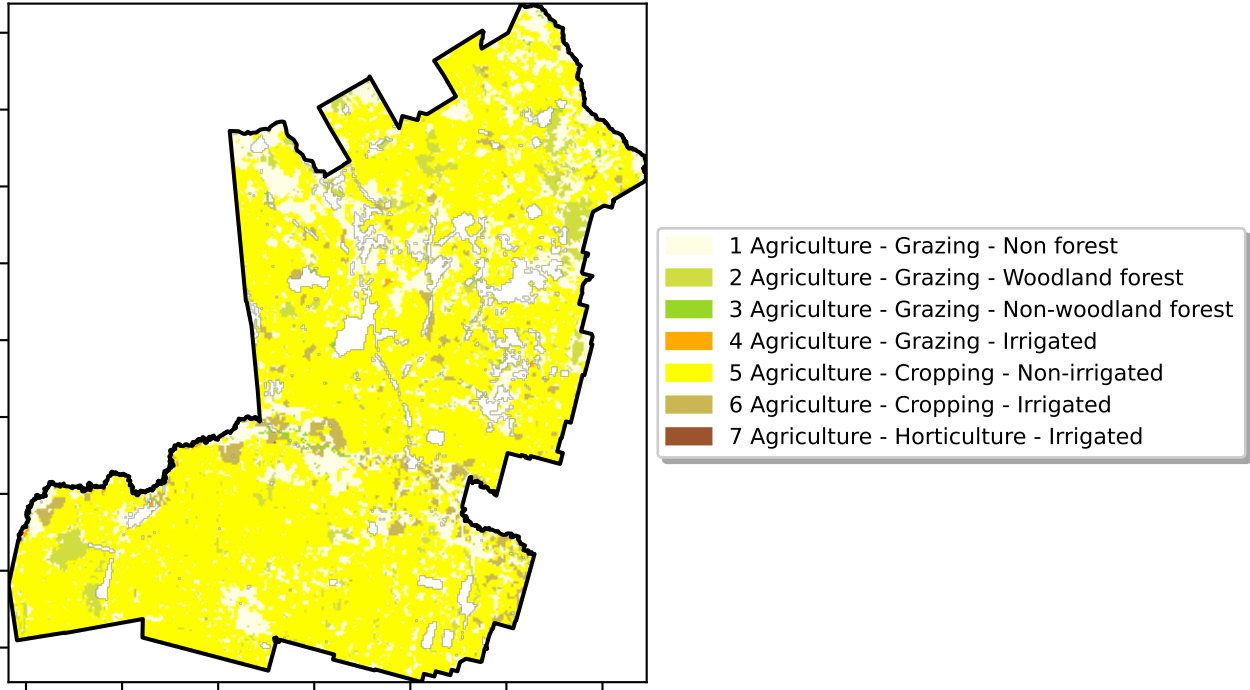 1 Agriculture - Grazing - Non forest
2 Agriculture - Grazing - Woodland forest
3 Agriculture - Grazing - Non-woodland forest
4 Agriculture - Grazing - Irrigated
5 Agriculture - Cropping - Non-irrigated
6 Agriculture - Cropping - Irrigated
7 Agriculture - Horticulture - Irrigated